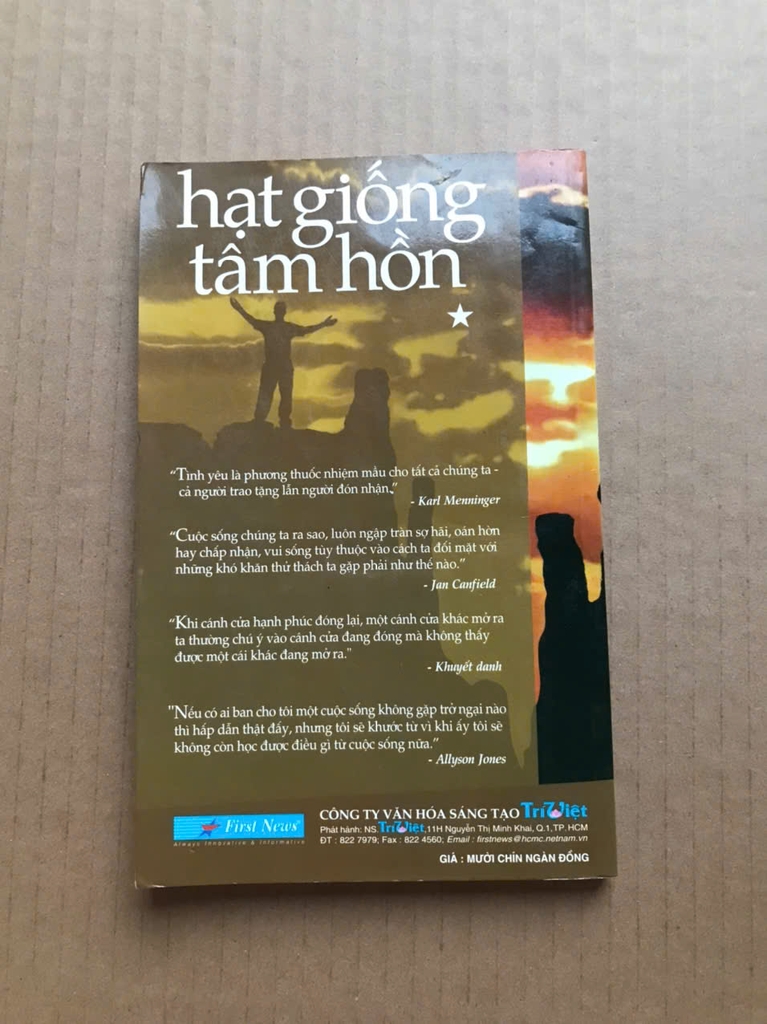 hạt giống
tâm hồn
"Tình yêu là phương thuốc nhiệm mầu cho tất cả chúng ta -
cả người trao tặng lẫn người đón nhận."
- Karl Menninger
"Cuộc sống chúng ta ra sao, luôn ngập tràn sợ hãi, oán hờn
hay chấp nhận, vui sống tùy thuộc vào cách ta đối mặt với
những khó khăn thử thách ta gặp phải như thế nào."
- Jan Canfield
"Khi cánh cửa hạnh phúc đóng lại, một cánh cửa khác mở ra
ta thường chú ý vào cánh cửa đang đóng mà không thấy
được một cái khác đang mở ra."
- Khuyết danh
"Nếu có ai ban cho tôi một cuộc sống không gặp trở ngại nào
thì hấp dẫn thật đấy, nhưng tôi sẽ khước từ vì khi ấy tôi sẽ
không còn học được điều gì từ cuộc sống nữa."
- Allyson Jones
First News
Always Innovative & Informative
CÔNG TY VĂN HÓA SÁNG TẠO Trí Việt
Phát hành: NS.Trí Việt,11H Nguyễn Thị Minh Khai, Q.1,TP. HCM
ĐT : 822 7979; Fax : 822 4560; Email : firstnews@hcmc.netnam.vn
GIÁ : MƯỜI CHÍN NGÀN ĐỒNG